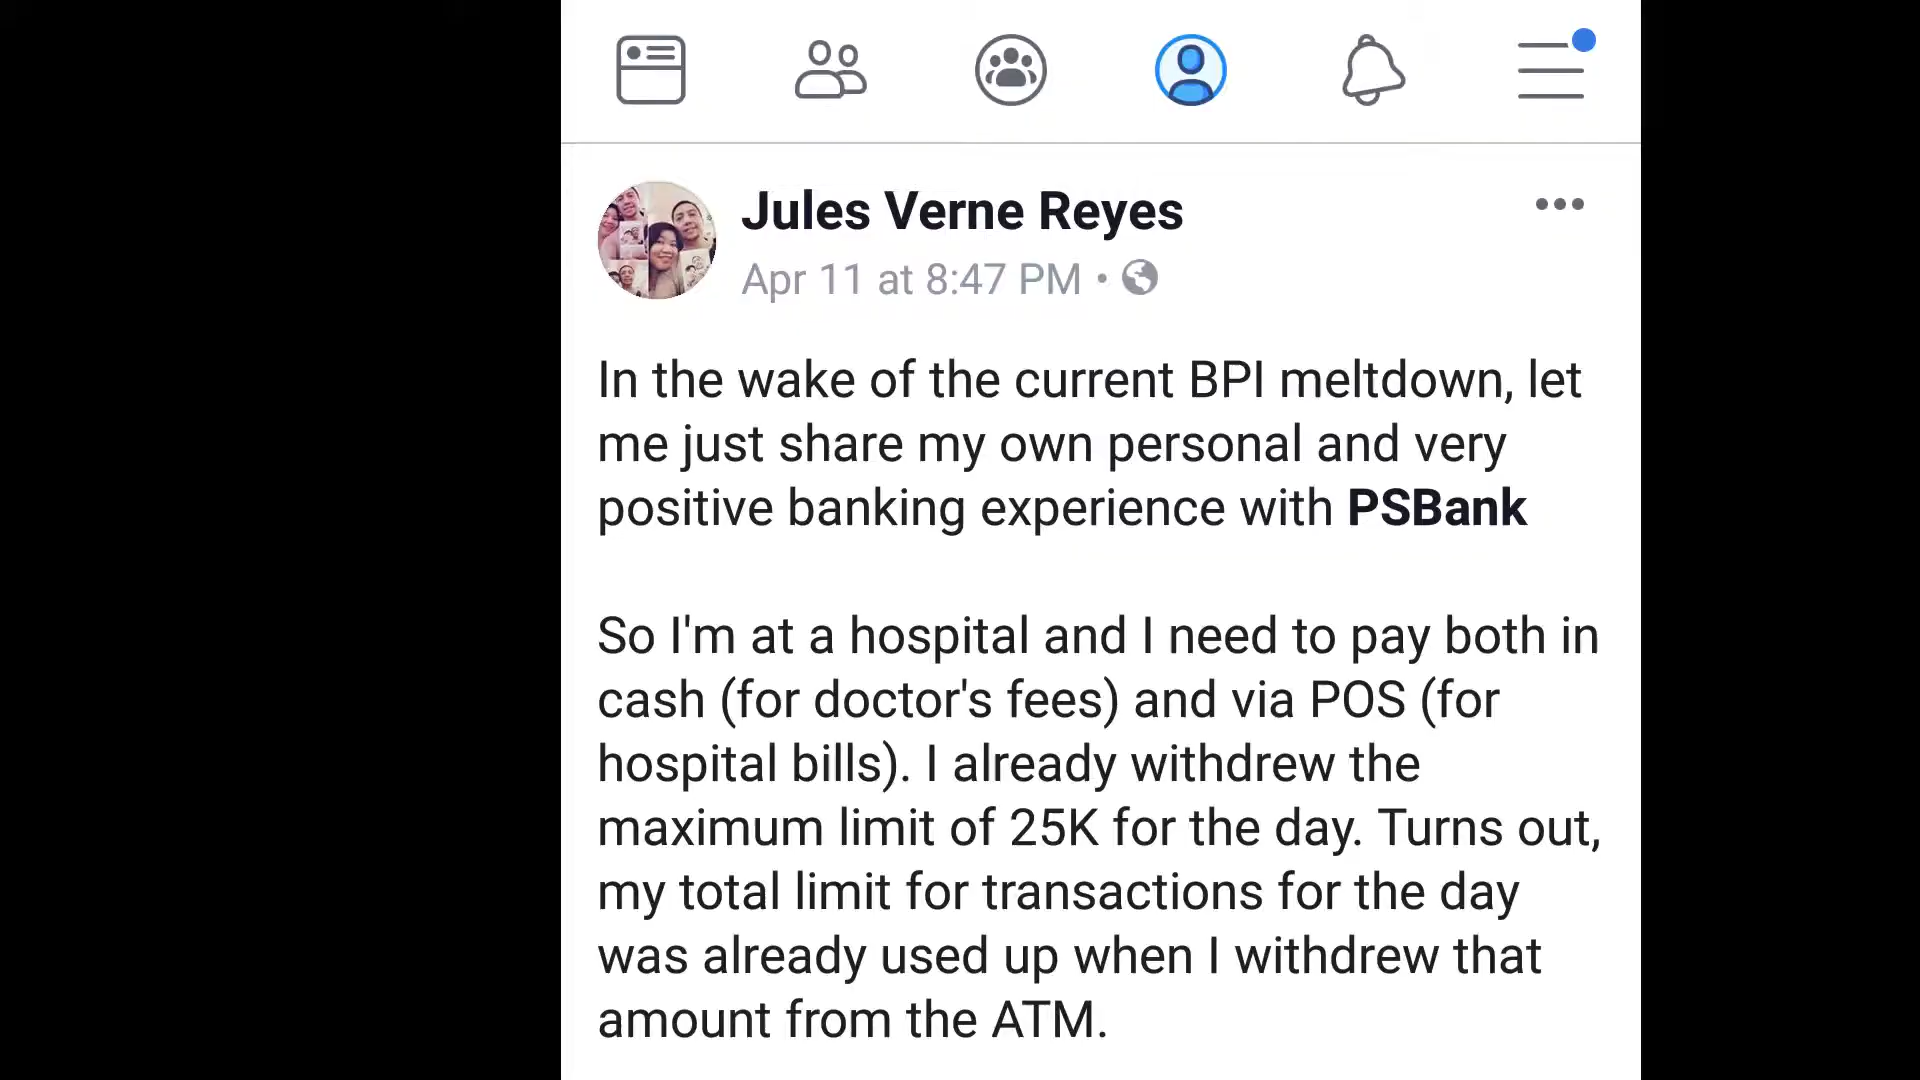 Jules Verne Reyes
Apr 11 at 8:47 PM •
In the wake of the current BPI meltdown, let
me just share my own personal and very
positive banking experience with PSBank
So I'm at a hospital and I need to pay both in
cash (for doctor's fees) and via POS (for
hospital bills). I already withdrew the
maximum limit of 25K for the day. Turns out,
my total limit for transactions for the day
was already used up when I withdrew that
amount from the ATM.